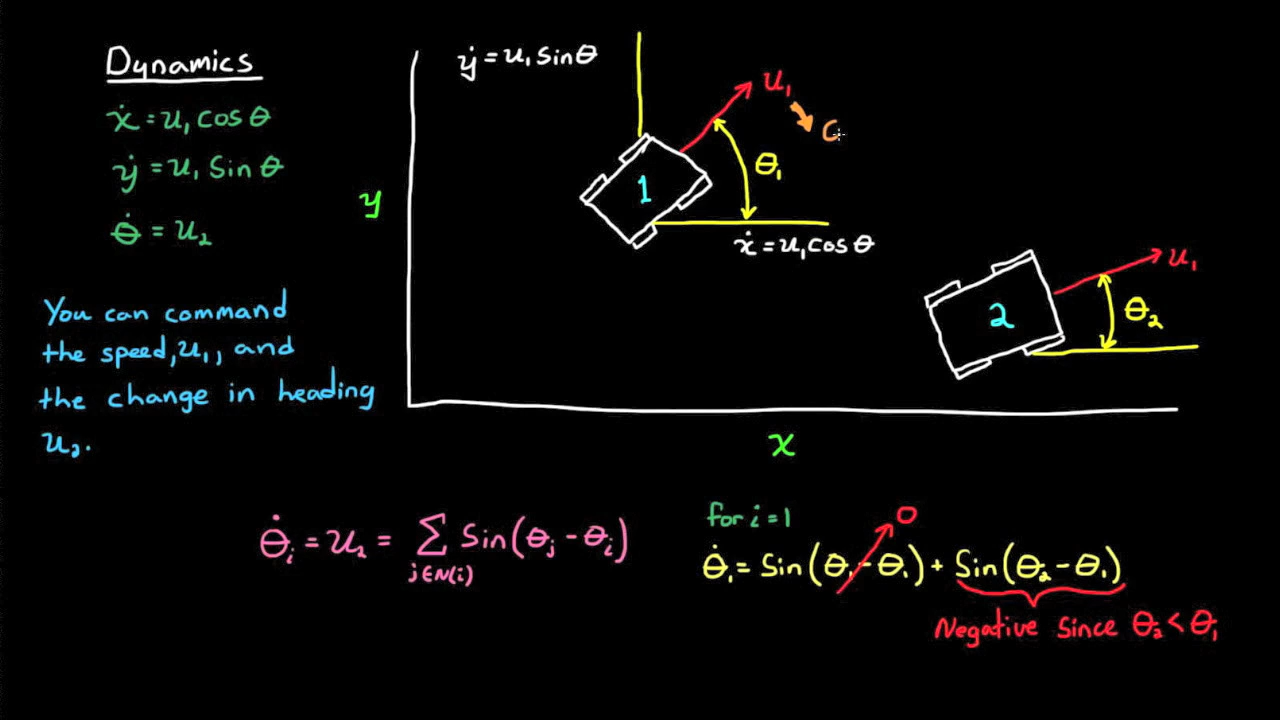 Dynamics
ẋ = u₁ cos θ
ẏ = u₁ Sin θ
θ̇ = u₂
You can command
the speed, u₁, and
the change in heading
u₂.
ẏ = u₁ Sin θ
u₁
θ₁
1
ẋ = u₁ cos θ
y
u₁
θ₂
2
x
θ̇ᵢ = u₂ = ∑ Sin(θⱼ - θᵢ)
j∈N(i)
for i = 1
0
θ̇₁ = Sin(θ₁ - θ₁) + Sin(θ₂ - θ₁)
Negative Since θ₂ < θ₁